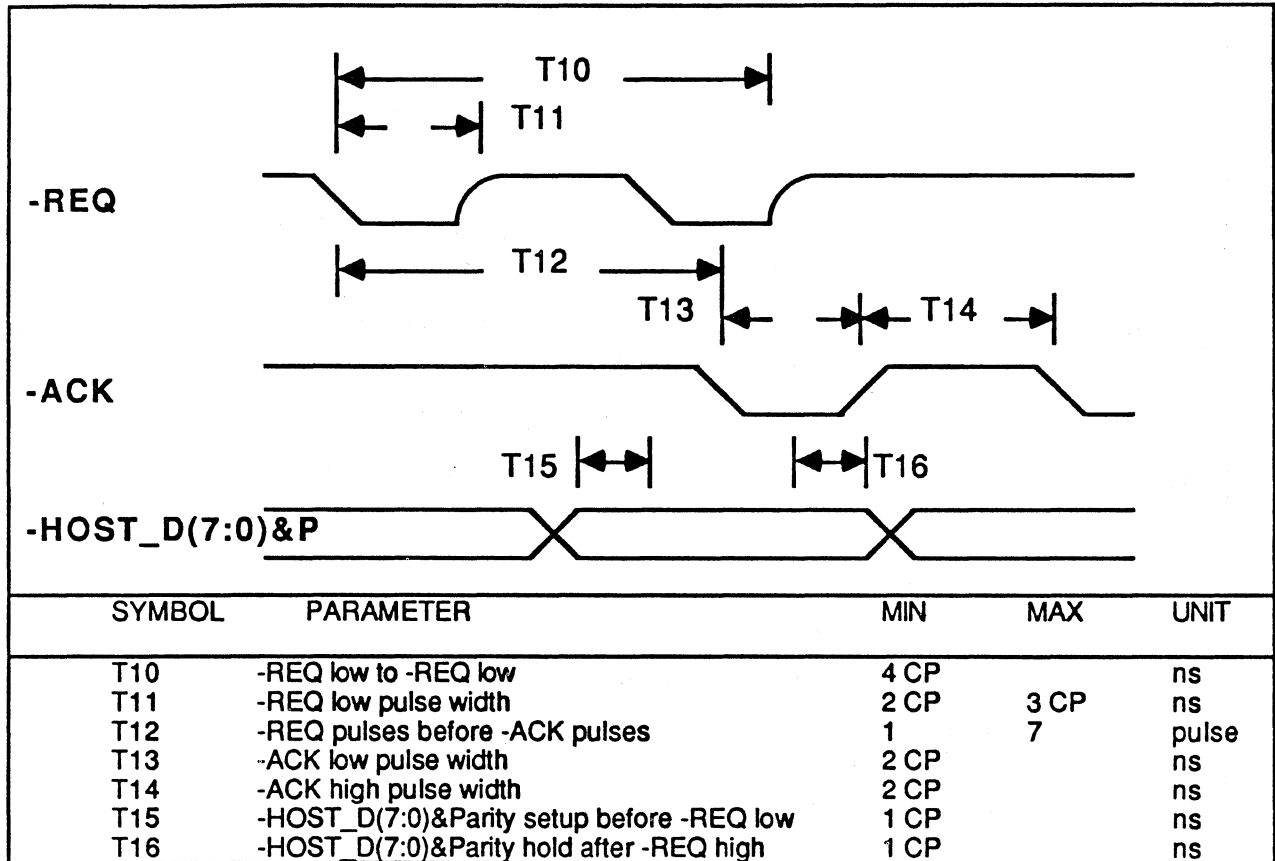 T10
T11
-REQ
T12
T13 T14
-ACK
T15 T16
-HOST_D(7:0)&P
SYMBOL PARAMETER MIN MAX UNIT
T10 -REQ low to -REQ low 4 CP ns
T11 -REQ low pulse width 2 CP 3 CP ns
T12 -REQ pulses before -ACK pulses 1 7 pulse
T13 -ACK low pulse width 2 CP ns
T14 -ACK high pulse width 2 CP ns
T15 -HOST_D(7:0)&Parity setup before -REQ low 1 CP ns
T16 -HOST_D(7:0)&Parity hold after -REQ high 1 CP ns